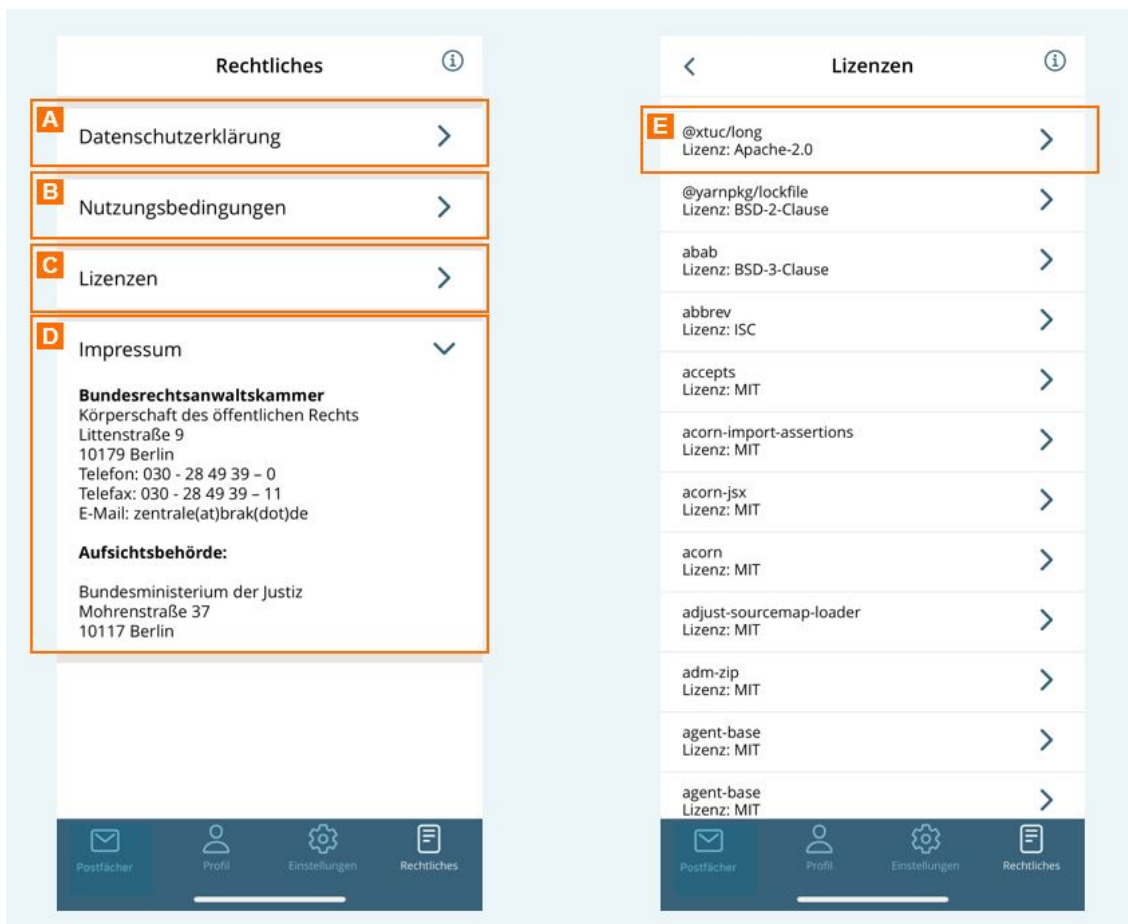 Rechtliches
A
Datenschutzerklärung
B
Nutzungsbedingungen
C
Lizenzen
D
Impressum
Bundesrechtsanwaltskammer
Körperschaft des öffentlichen Rechts
Littenstraße 9
10179 Berlin
Telefon: 030 - 28 49 39 – 0
Telefax: 030 - 28 49 39 – 11
E-Mail: zentrale(at)brak(dot)de
Aufsichtsbehörde:
Bundesministerium der Justiz
Mohrenstraße 37
10117 Berlin
Postfächer
Profil
Einstellungen
Rechtliches
Lizenzen
E
@xtuc/long
Lizenz: Apache-2.0
@yarnpkg/lockfile
Lizenz: BSD-2-Clause
abab
Lizenz: BSD-3-Clause
abbrev
Lizenz: ISC
accepts
Lizenz: MIT
acorn-import-assertions
Lizenz: MIT
acorn-jsx
Lizenz: MIT
acorn
Lizenz: MIT
adjust-sourcemap-loader
Lizenz: MIT
adm-zip
Lizenz: MIT
agent-base
Lizenz: MIT
agent-base
Lizenz: MIT
Postfächer
Profil
Einstellungen
Rechtliches